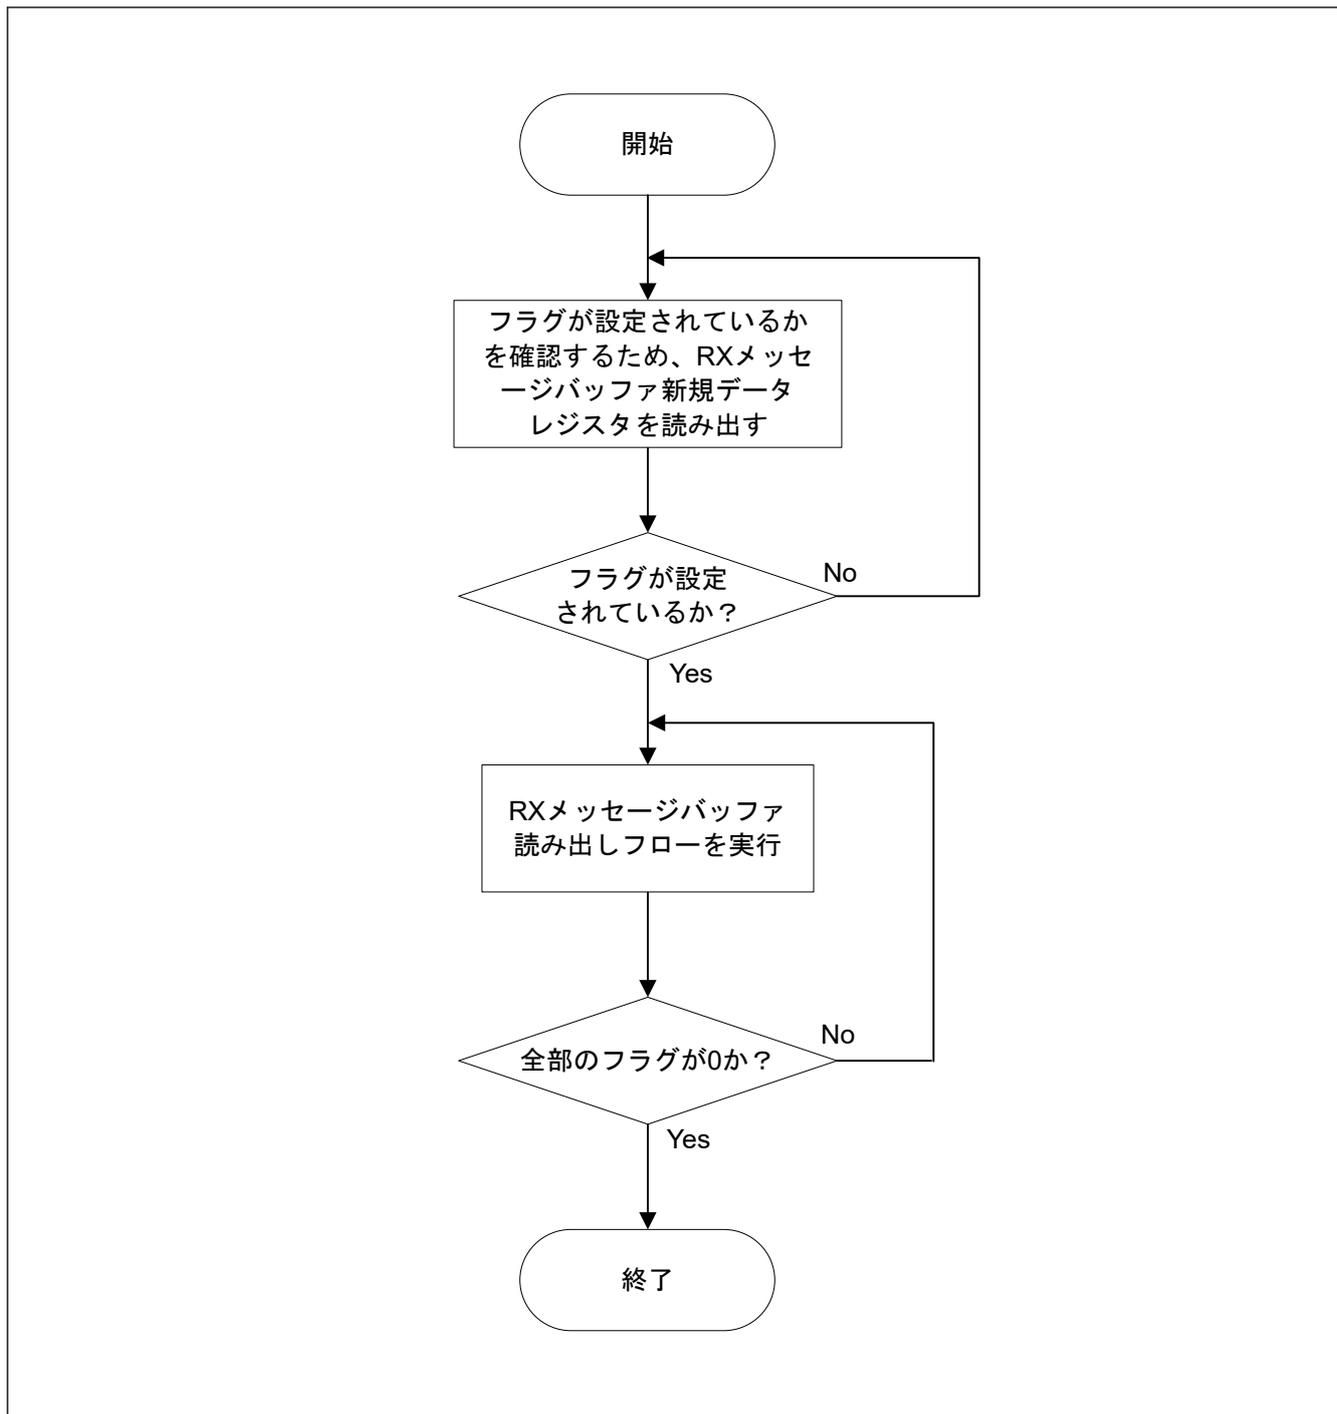 開始
フラグが設定されているか
を確認するため、RXメッセ
ージバッファ新規データ
レジスタを読み出す
フラグが設定
されているか？
No
Yes
RXメッセージバッファ
読み出しフローを実行
全部のフラグが0か？
No
Yes
終了